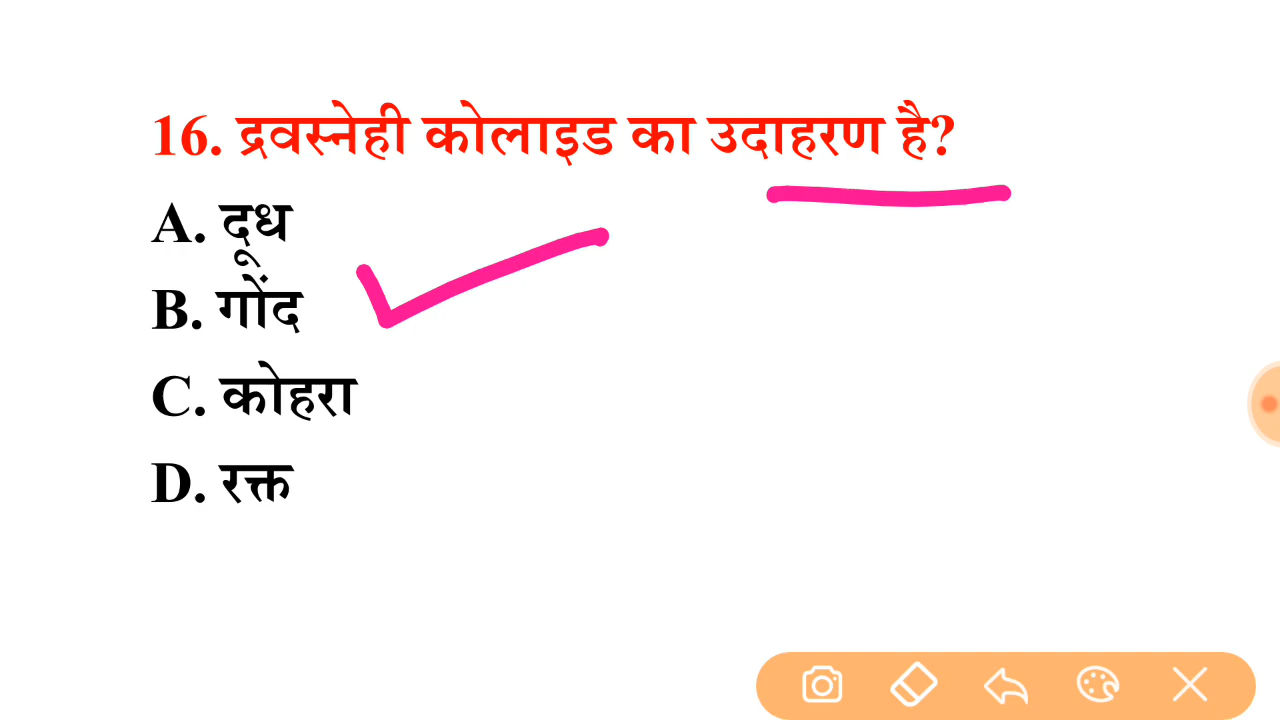 16. द्रवस्नेही कोलाइड का उदाहरण है?
A. दूध
B. गोंद
C. कोहरा
D. रक्त